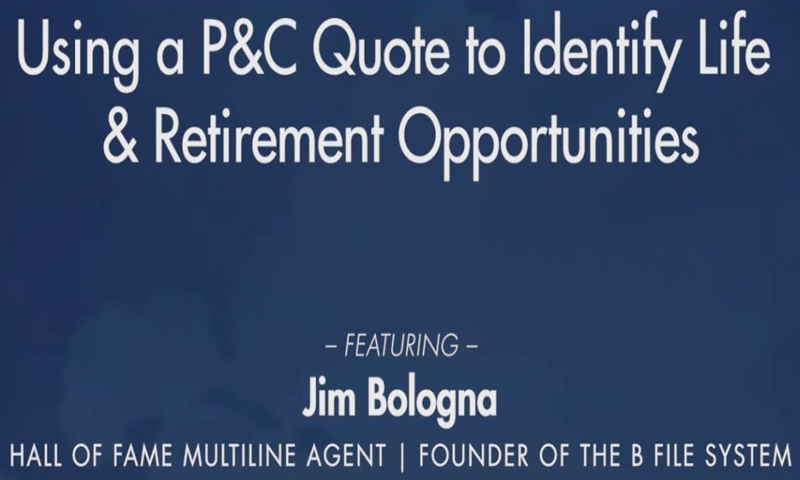 Using a P&C Quote to Identify Life
& Retirement Opportunities
– FEATURING –
Jim Bologna
HALL OF FAME MULTILINE AGENT | FOUNDER OF THE B FILE SYSTEM